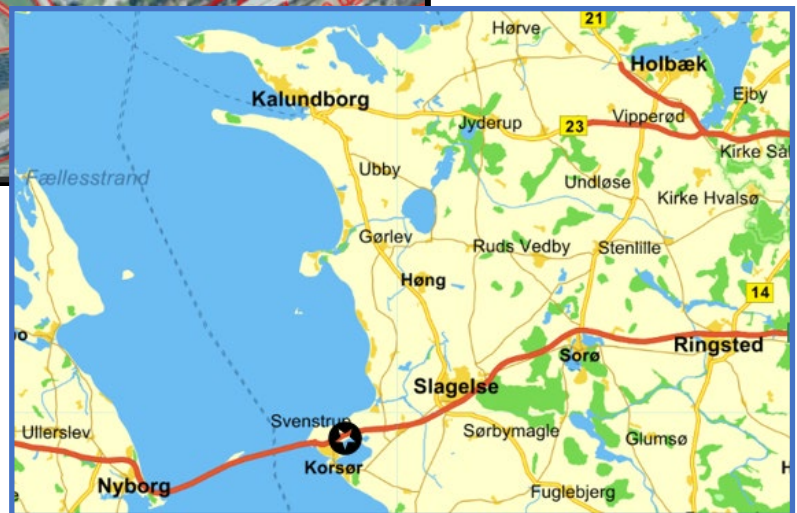 21
Hørve
Holbæk
Kalundborg
Ejby
Jyderup
23
Vipperød
Kirke Så
Ubby
Fællesstrand
Undløse
Kirke Hvalsø
Gørlev
Ruds Vedby
Stenlille
Høng
14
Ringsted
Sorø
Slagelse
Svenstrup
Ullerslev
Sørbymagle
Glumsø
Korsør
Nyborg
Fuglebjerg